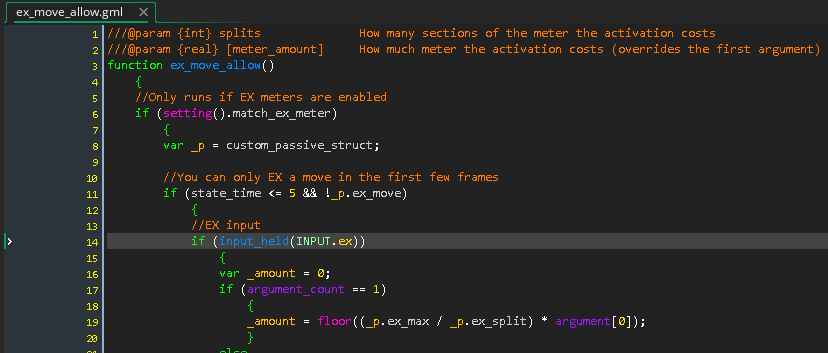 ex_move_allow.gml ×
1 ///@param {int} splits How many sections of the meter the activation costs
2 ///@param {real} [meter_amount] How much meter the activation costs (overrides the first argument)
3 function ex_move_allow()
4 {
5 //Only runs if EX meters are enabled
6 if (setting().match_ex_meter)
7 {
8 var _p = custom_passive_struct;
9
10 //You can only EX a move in the first few frames
11 if (state_time <= 5 && !_p.ex_move)
12 {
13 //EX input
14 if (input_held(INPUT.ex))
15 {
16 var _amount = 0;
17 if (argument_count == 1)
18 {
19 _amount = floor((_p.ex_max / _p.ex_split) * argument[0]);
20 }
21 else